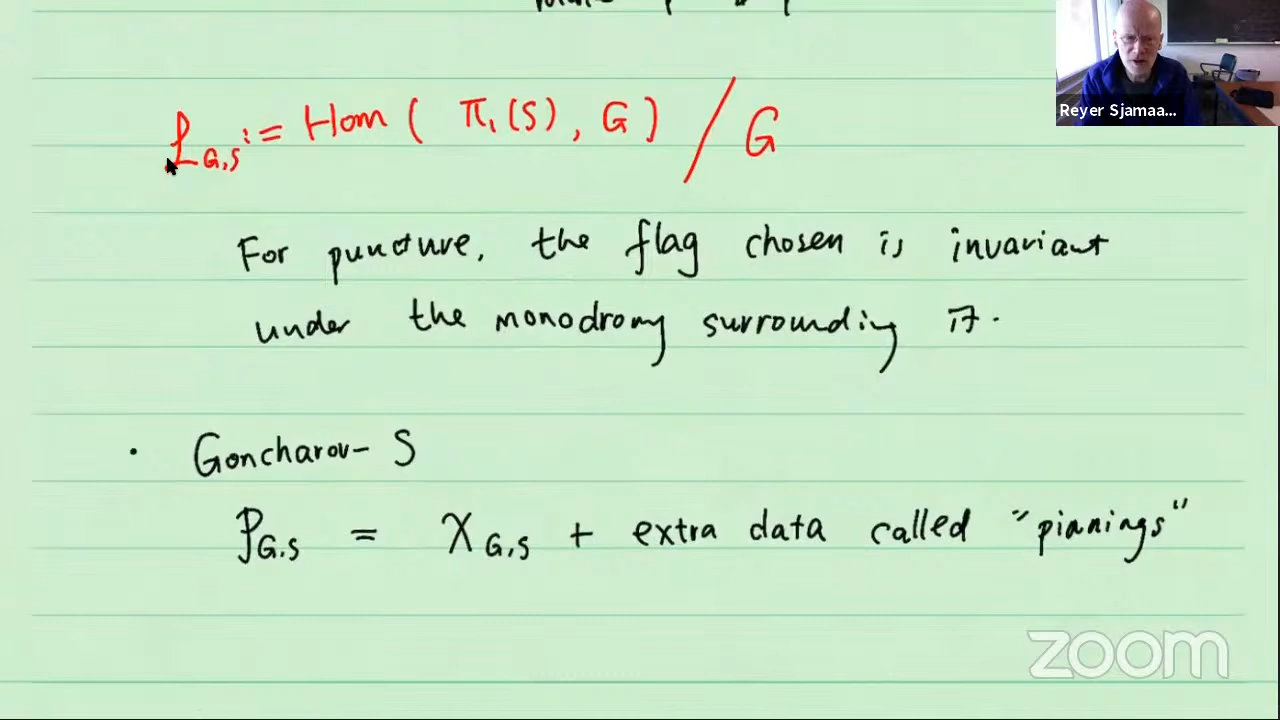 Reyer Sjamaa...
ℒ_{G,S} := Hom ( π₁(S), G ) / G
For puncture, the flag chosen is invariant
under the monodromy surrounding it.
· Goncharov- S
𝒫_{G,S} = 𝒳_{G,S} + extra data called "pinnings"
zoom